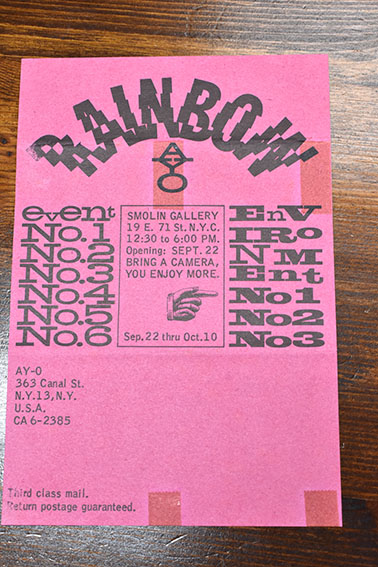 RAINBOW
AYO
event
No.1
No.2
No.3
No.4
No.5
No.6
SMOLIN GALLERY
19 E. 71 St. N.Y.C.
12:30 to 6:00 PM.
Opening: SEPT. 22
BRING A CAMERA,
YOU ENJOY MORE.
Sep.22 thru Oct.10
EnV
IRo
NM
Ent
No1
No2
No3
AY-O
363 Canal St.
N.Y.13,N.Y.
U.S.A.
CA 6-2385
Third class mail.
Return postage guaranteed.